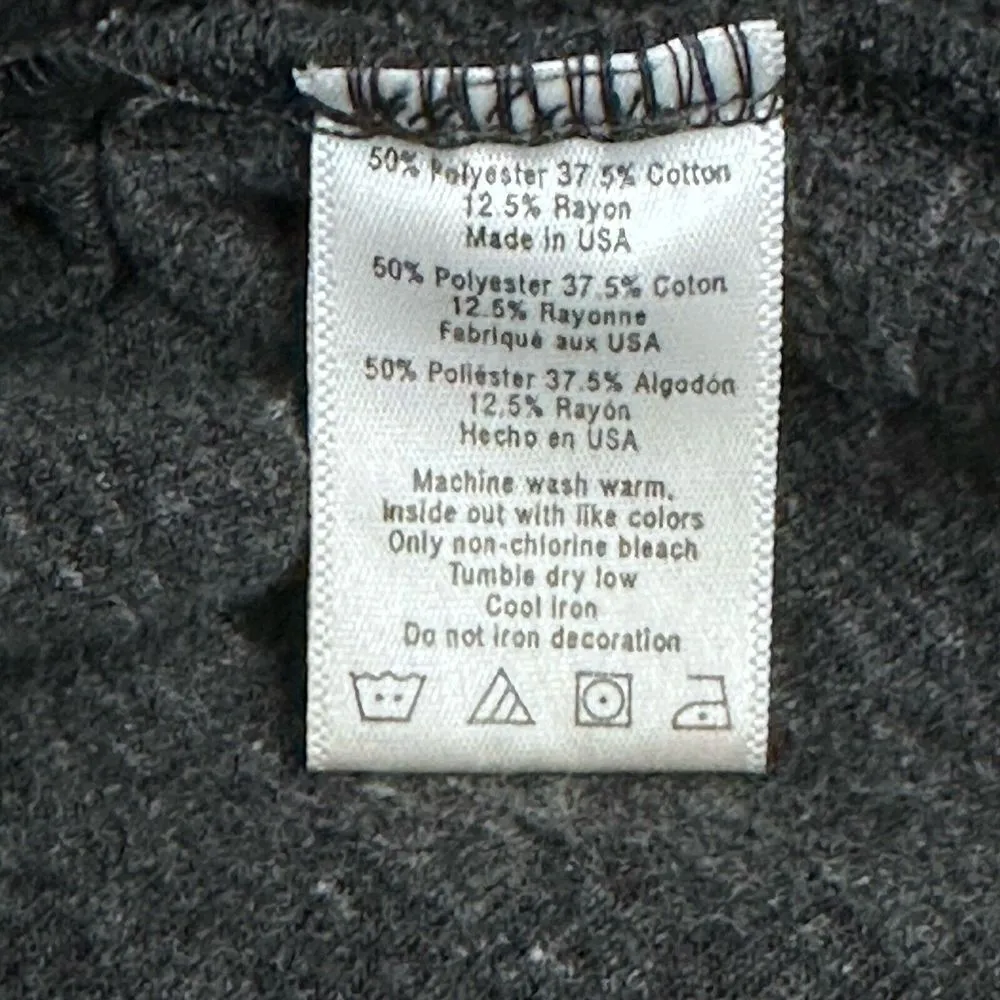 50% Polyester 37.5% Cotton
12.5% Rayon
Made in USA
50% Polyester 37.5% Coton
12.5% Rayonne
Fabriqué aux USA
50% Poliéster 37.5% Algodón
12.5% Rayón
Hecho en USA
Machine wash warm,
Inside out with like colors
Only non-chlorine bleach
Tumble dry low
Cool Iron
Do not Iron decoration